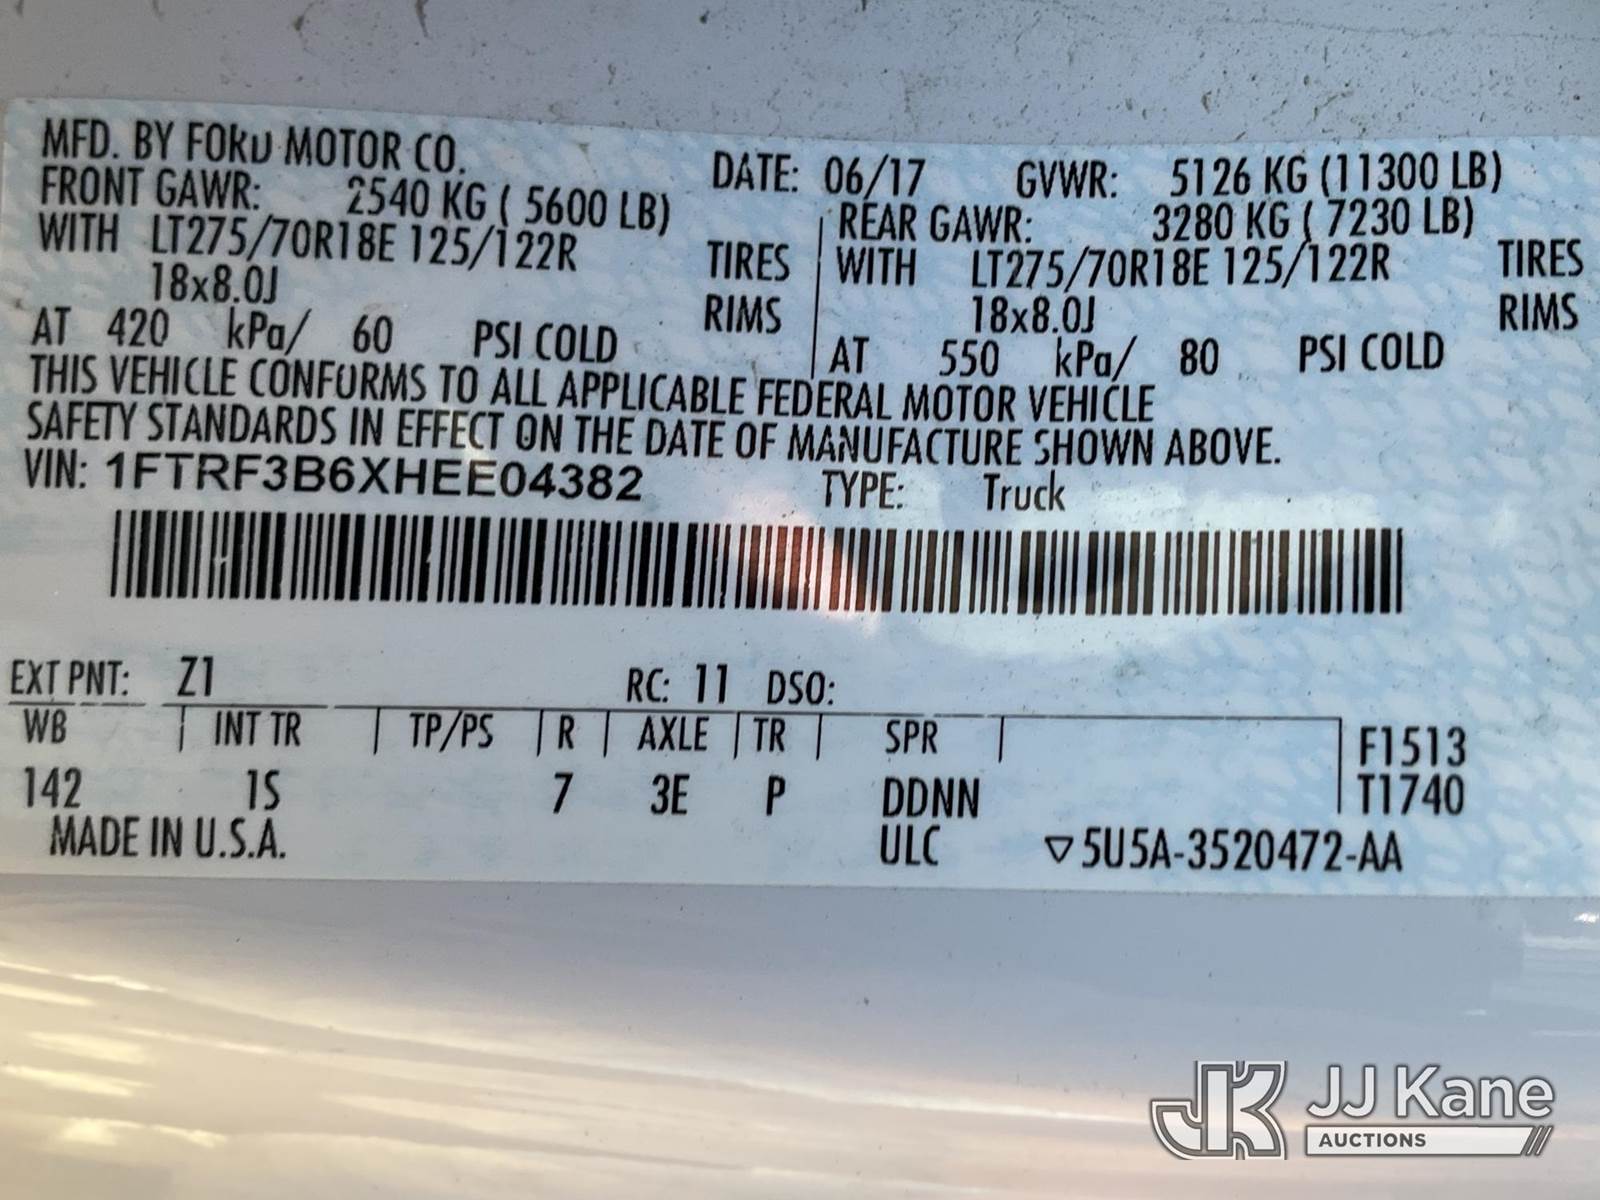 MFD. BY FORD MOTOR CO.
DATE: 06/17 GVWR: 5126 KG (11300 LB)
FRONT GAWR: 2540 KG ( 5600 LB) REAR GAWR: 3280 KG ( 7230 LB)
WITH LT275/70R18E 125/122R TIRES WITH LT275/70R18E 125/122R TIRES
18x8.0J RIMS 18x8.0J RIMS
AT 420 kPa/ 60 PSI COLD AT 550 kPa/ 80 PSI COLD
THIS VEHICLE CONFORMS TO ALL APPLICABLE FEDERAL MOTOR VEHICLE
SAFETY STANDARDS IN EFFECT ON THE DATE OF MANUFACTURE SHOWN ABOVE.
VIN: 1FTRF3B6XHEE04382 TYPE: Truck
EXT PNT: Z1 RC: 11 DSO:
WB INT TR TP/PS R AXLE TR SPR F1513
142 1S 7 3E P DDNN T1740
MADE IN U.S.A. ULC ▽5U5A-3520472-AA
JK JJ Kane
AUCTIONS